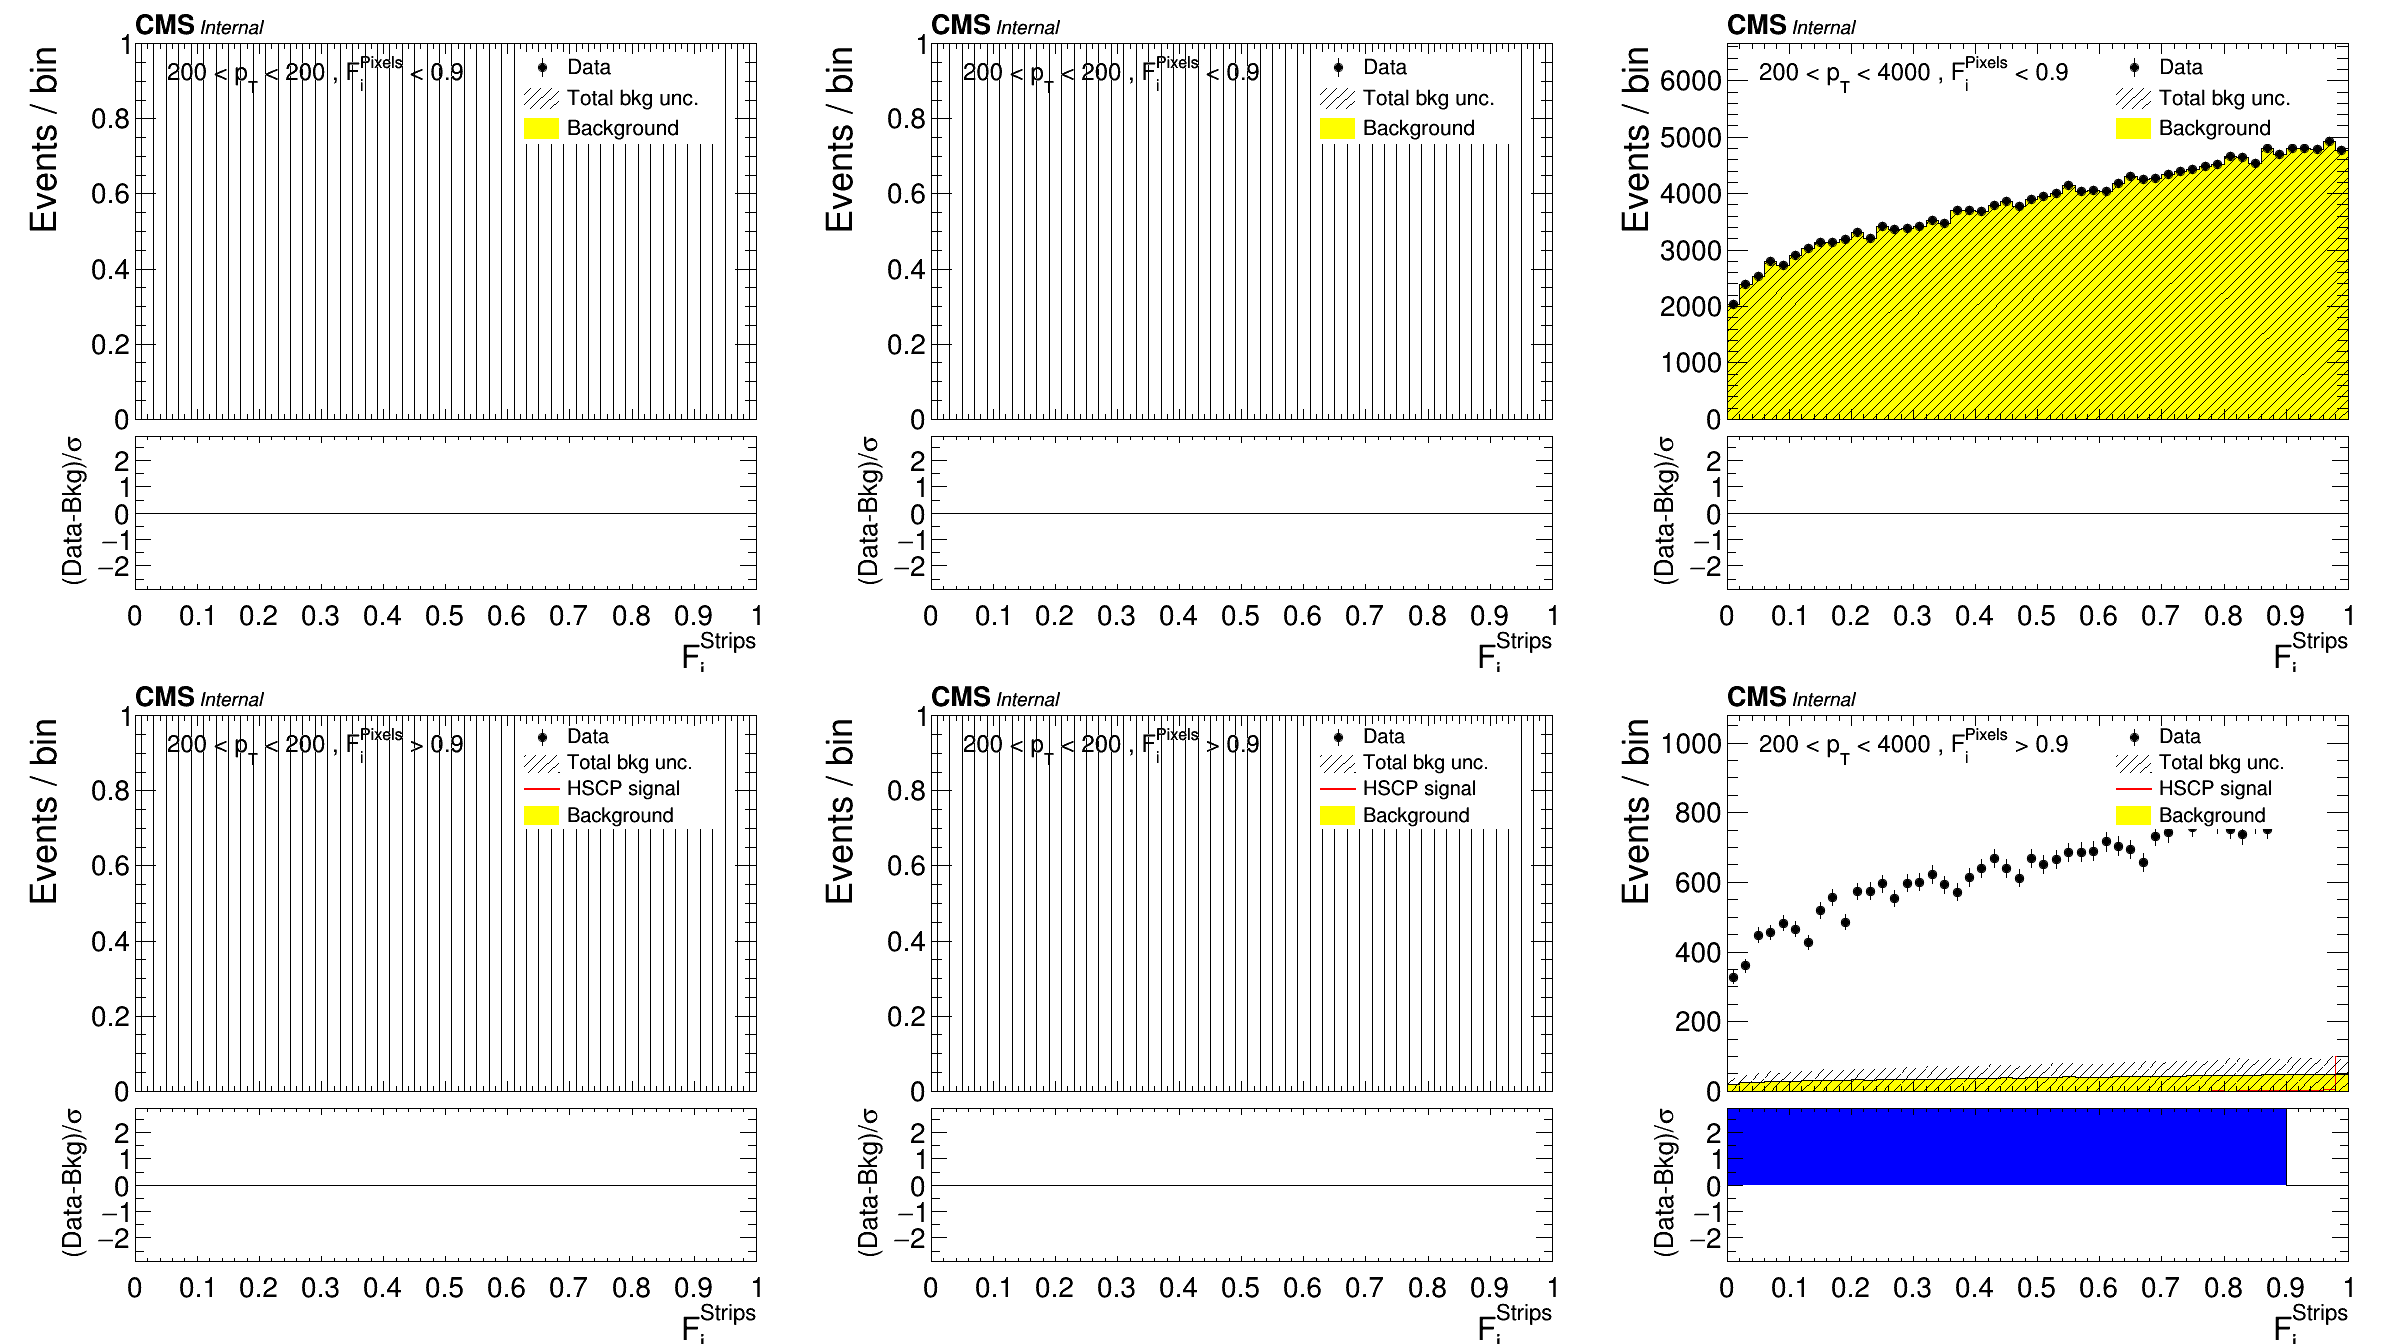 CMS Internal
Events / bin
1
0.8
0.6
0.4
0.2
0
200 < p_T < 200 , F_i^Pixels < 0.9
Data
Total bkg unc.
Background
(Data-Bkg)/σ
2
1
0
−1
−2
0 0.1 0.2 0.3 0.4 0.5 0.6 0.7 0.8 0.9 1
F_i^Strips
CMS Internal
Events / bin
1
0.8
0.6
0.4
0.2
0
200 < p_T < 200 , F_i^Pixels < 0.9
Data
Total bkg unc.
Background
(Data-Bkg)/σ
2
1
0
−1
−2
0 0.1 0.2 0.3 0.4 0.5 0.6 0.7 0.8 0.9 1
F_i^Strips
CMS Internal
Events / bin
6000
5000
4000
3000
2000
1000
0
200 < p_T < 4000 , F_i^Pixels < 0.9
Data
Total bkg unc.
Background
(Data-Bkg)/σ
2
1
0
−1
−2
0 0.1 0.2 0.3 0.4 0.5 0.6 0.7 0.8 0.9 1
F_i^Strips
CMS Internal
Events / bin
1
0.8
0.6
0.4
0.2
0
200 < p_T < 200 , F_i^Pixels > 0.9
Data
Total bkg unc.
HSCP signal
Background
(Data-Bkg)/σ
2
1
0
−1
−2
0 0.1 0.2 0.3 0.4 0.5 0.6 0.7 0.8 0.9 1
F_i^Strips
CMS Internal
Events / bin
1
0.8
0.6
0.4
0.2
0
200 < p_T < 200 , F_i^Pixels > 0.9
Data
Total bkg unc.
HSCP signal
Background
(Data-Bkg)/σ
2
1
0
−1
−2
0 0.1 0.2 0.3 0.4 0.5 0.6 0.7 0.8 0.9 1
F_i^Strips
CMS Internal
Events / bin
1000
800
600
400
200
0
200 < p_T < 4000 , F_i^Pixels > 0.9
Data
Total bkg unc.
HSCP signal
Background
(Data-Bkg)/σ
2
1
0
−1
−2
0 0.1 0.2 0.3 0.4 0.5 0.6 0.7 0.8 0.9 1
F_i^Strips